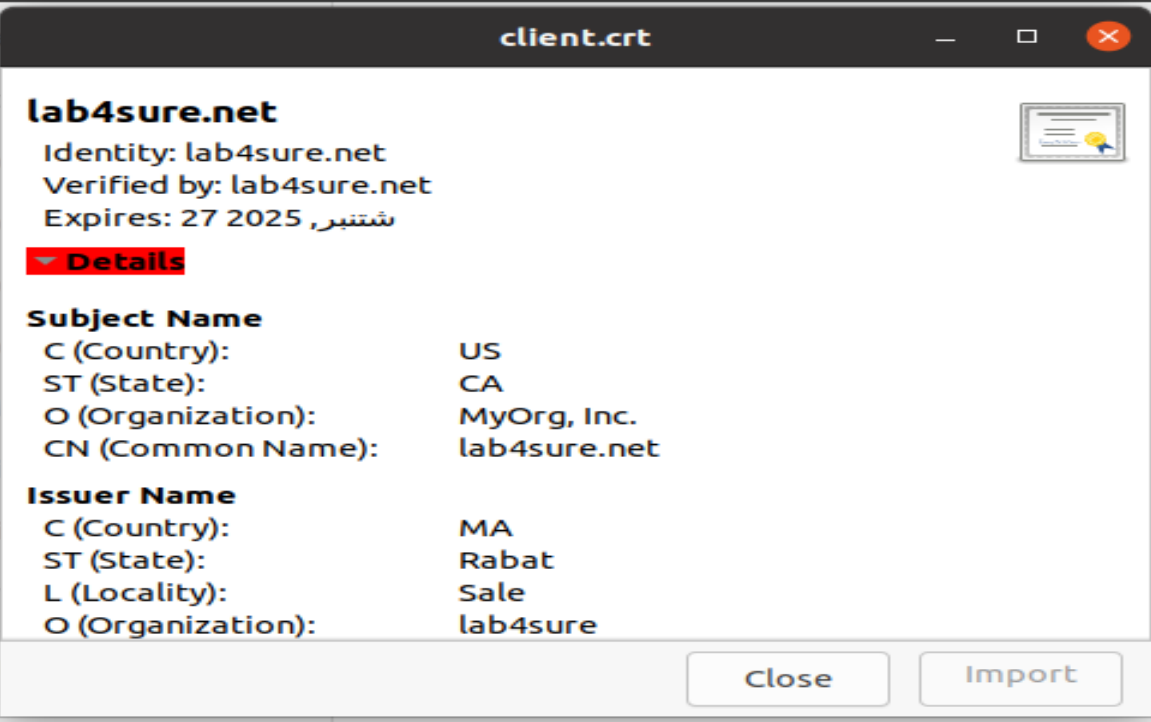 client.crt
lab4sure.net
Identity: lab4sure.net
Verified by: lab4sure.net
Expires: 27 شتنبر, 2025
Details
Subject Name
C (Country): US
ST (State): CA
O (Organization): MyOrg, Inc.
CN (Common Name): lab4sure.net
Issuer Name
C (Country): MA
ST (State): Rabat
L (Locality): Sale
O (Organization): lab4sure
Close Import